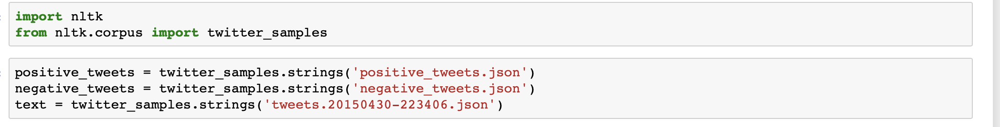 import nltk
from nltk.corpus import twitter_samples
positive_tweets = twitter_samples.strings('positive_tweets.json')
negative_tweets = twitter_samples.strings('negative_tweets.json')
text = twitter_samples.strings('tweets.20150430-223406.json')